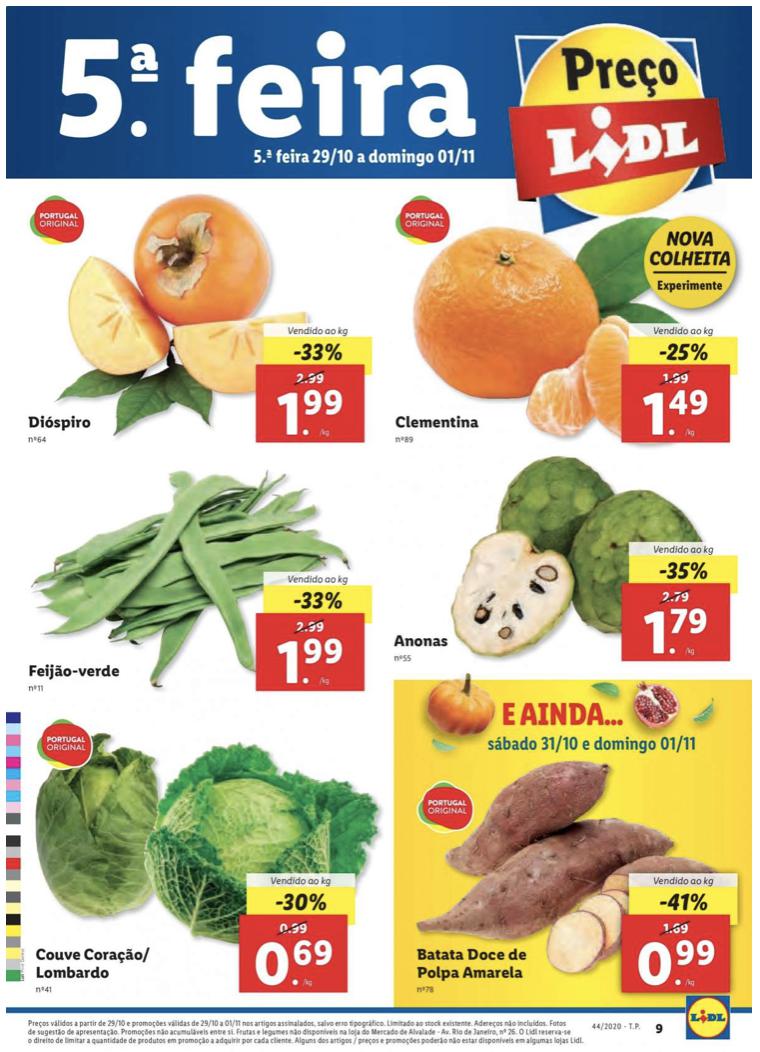 5.ª feira
5.ª feira 29/10 a domingo 01/11
Preço
LIDL
PORTUGAL
ORIGINAL
Vendido ao kg
-33%
2.99
1.99
/kg
Dióspiro
nº64
PORTUGAL
ORIGINAL
NOVA
COLHEITA
Experimente
Vendido ao kg
-25%
1.99
1.49
/kg
Clementina
nº89
Vendido ao kg
-33%
2.99
1.99
/kg
Feijão-verde
nº11
Vendido ao kg
-35%
2.79
1.79
/kg
Anonas
nº55
PORTUGAL
ORIGINAL
Vendido ao kg
-30%
0.99
0.69
/kg
Couve Coração/
Lombardo
nº41
E AINDA...
sábado 31/10 e domingo 01/11
PORTUGAL
ORIGINAL
Vendido ao kg
-41%
1.69
0.99
/kg
Batata Doce de
Polpa Amarela
nº78
Preços válidos a partir de 29/10 e promoções válidas de 29/10 a 01/11 nos artigos assinalados, salvo erro tipográfico. Limitado ao stock existente. Adereços não incluídos. Fotos
de sugestão de apresentação. Promoções não acumuláveis entre si. Frutas e legumes não disponíveis na loja do Mercado de Alvalade - Av. Rio de Janeiro, nº 26. O Lidl reserva-se
o direito de limitar a quantidade de produtos em promoção a adquirir por cada cliente. Alguns dos artigos / preços e promoções poderão não estar disponíveis em algumas lojas Lidl.
44/2020 - T.P.
9
LIDL